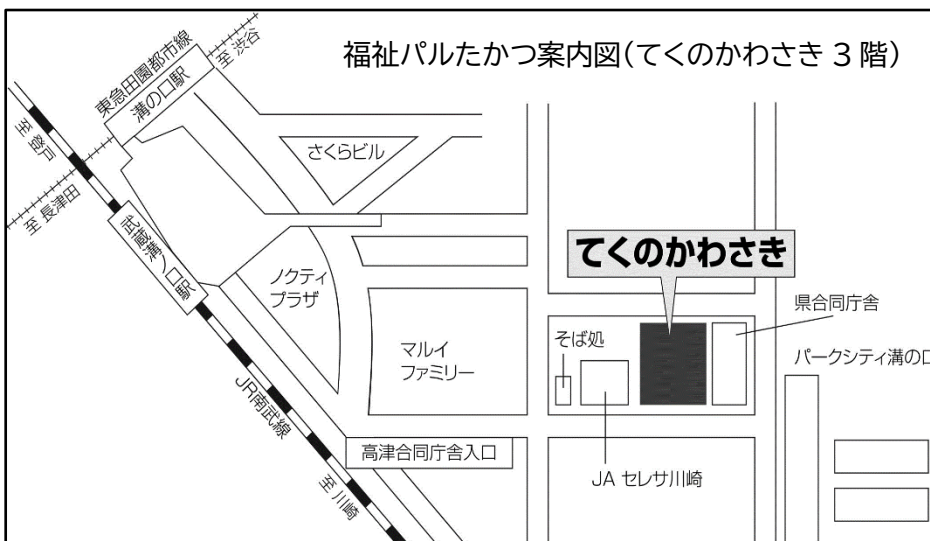 福祉パルたかつ案内図(てくのかわさき 3 階)
東急田園都市線
溝の口駅
至 渋谷
至 登戸
至 長津田
武蔵溝ノ口駅
さくらビル
ノクティ
プラザ
マルイ
ファミリー
てくのかわさき
県合同庁舎
そば処
パークシティ溝の口
JR南武線
高津合同庁舎入口
JA セレサ川崎
至 川崎